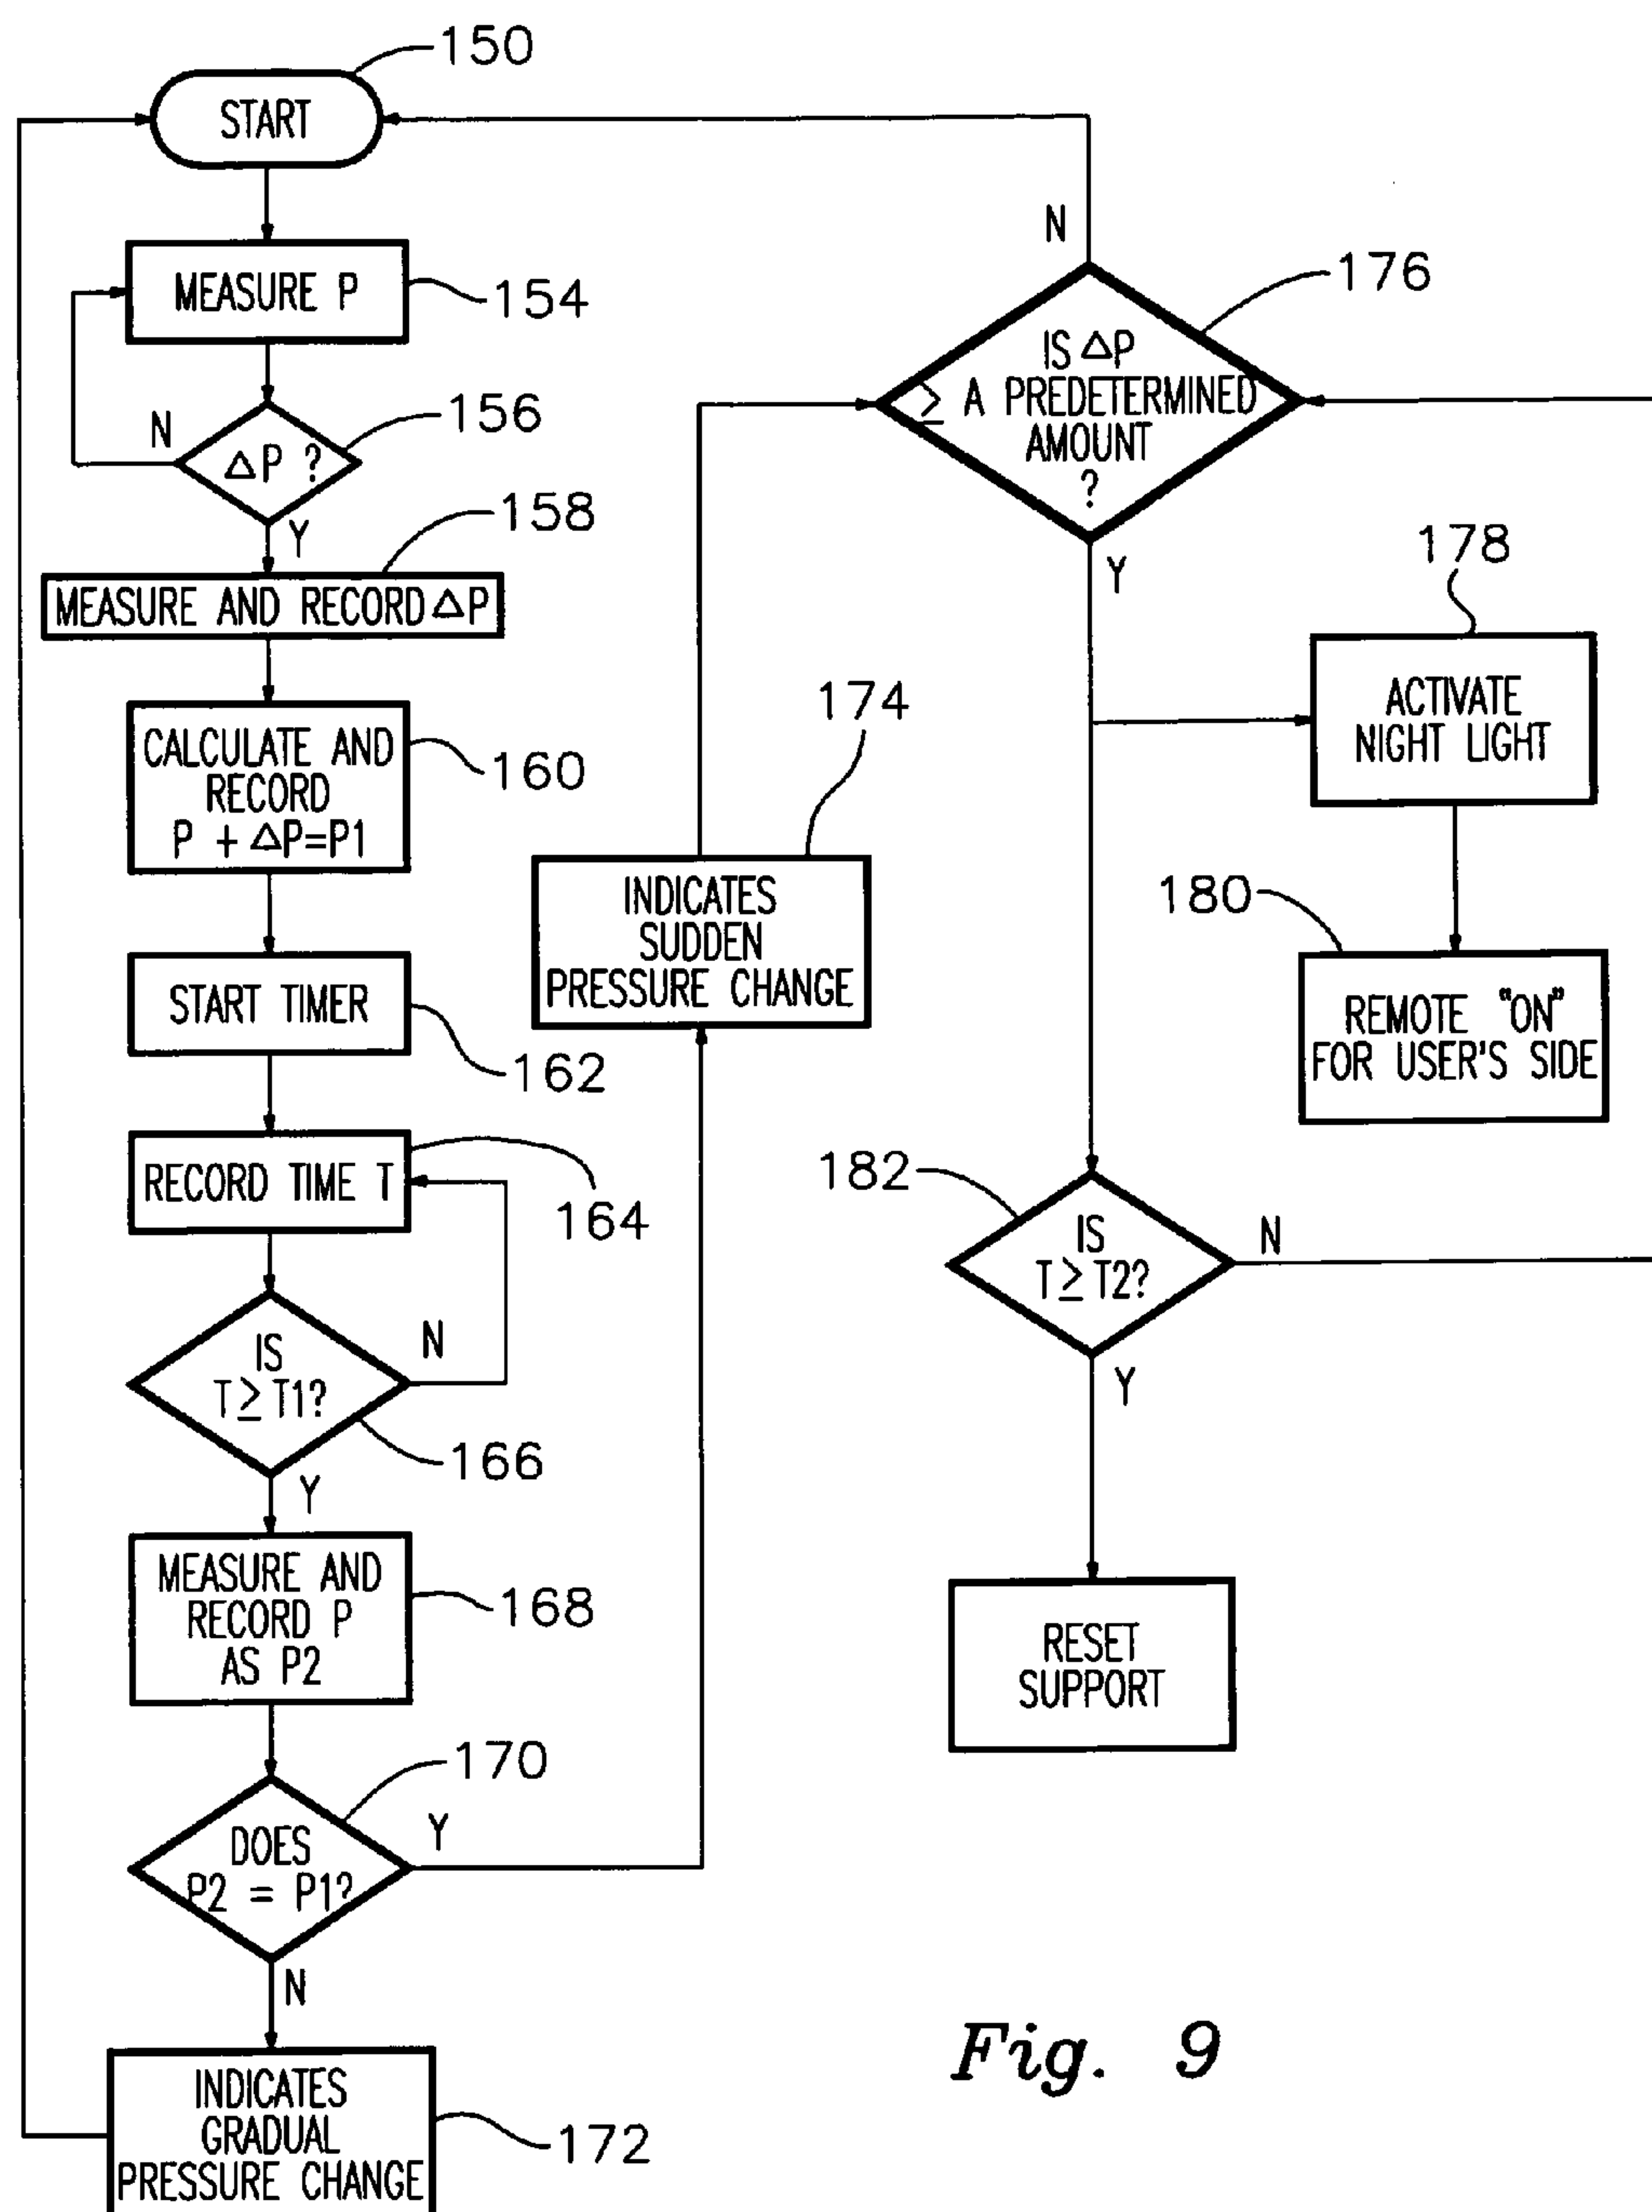 150
START
MEASURE P
154
N
156
ΔP ?
Y
158
MEASURE AND RECORD ΔP
CALCULATE AND
RECORD
P + ΔP=P1
160
START TIMER
162
RECORD TIME T
164
IS
T≥T1?
N
166
Y
MEASURE AND
RECORD P
AS P2
168
170
DOES
P2 = P1?
Y
N
INDICATES
GRADUAL
PRESSURE CHANGE
172
174
INDICATES
SUDDEN
PRESSURE CHANGE
N
176
IS ΔP
≥ A PREDETERMINED
AMOUNT
?
Y
178
ACTIVATE
NIGHT LIGHT
180
REMOTE "ON"
FOR USER'S SIDE
182
IS
T≥T2?
N
Y
RESET
SUPPORT
Fig. 9